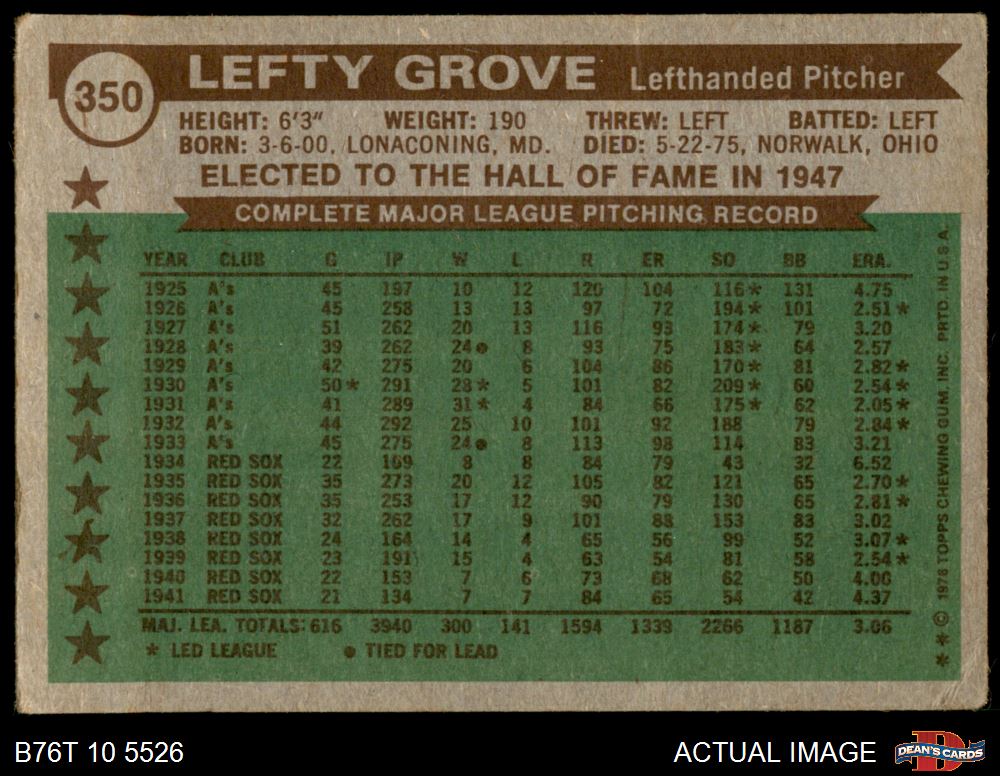 350
LEFTY GROVE Lefthanded Pitcher
HEIGHT: 6'3" WEIGHT: 190 THREW: LEFT BATTED: LEFT
BORN: 3-6-00, LONACONING, MD. DIED: 5-22-75, NORWALK, OHIO
ELECTED TO THE HALL OF FAME IN 1947
COMPLETE MAJOR LEAGUE PITCHING RECORD
YEAR CLUB G IP W L R ER SO BB ERA.
1925 A's 45 197 10 12 120 104 116* 131 4.75
1926 A's 45 258 13 13 97 72 194* 101 2.51*
1927 A's 51 262 20 13 116 93 174* 79 3.20
1928 A's 39 262 24● 8 93 75 183* 64 2.57
1929 A's 42 275 20 6 104 86 170* 81 2.82*
1930 A's 50* 291 28* 5 101 82 209* 60 2.54*
1931 A's 41 289 31* 4 84 66 175* 62 2.05*
1932 A's 44 292 25 10 101 92 188 79 2.84*
1933 A's 45 275 24● 8 113 98 114 83 3.21
1934 RED SOX 22 109 8 8 84 79 43 32 6.52
1935 RED SOX 35 273 20 12 105 82 121 65 2.70*
1936 RED SOX 35 253 17 12 90 79 130 65 2.81*
1937 RED SOX 32 262 17 9 101 88 153 83 3.02
1938 RED SOX 24 164 14 4 65 56 99 52 3.07*
1939 RED SOX 23 191 15 4 63 54 81 58 2.54*
1940 RED SOX 22 153 7 6 73 68 62 50 4.00
1941 RED SOX 21 134 7 7 84 65 54 42 4.37
MAJ. LEA. TOTALS: 616 3940 300 141 1594 1339 2266 1187 3.06
* LED LEAGUE ● TIED FOR LEAD
* * © 1976 TOPPS CHEWING GUM, INC. PRTD. IN U.S.A.
B76T 10 5526 ACTUAL IMAGE DEAN'S CARDS